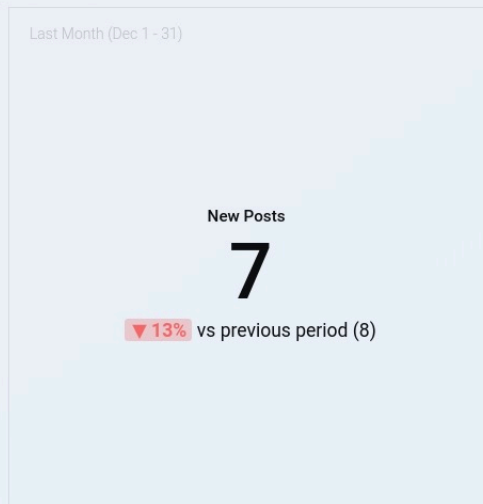 Last Month (Dec 1 - 31)
New Posts
7
▼ 13% vs previous period (8)